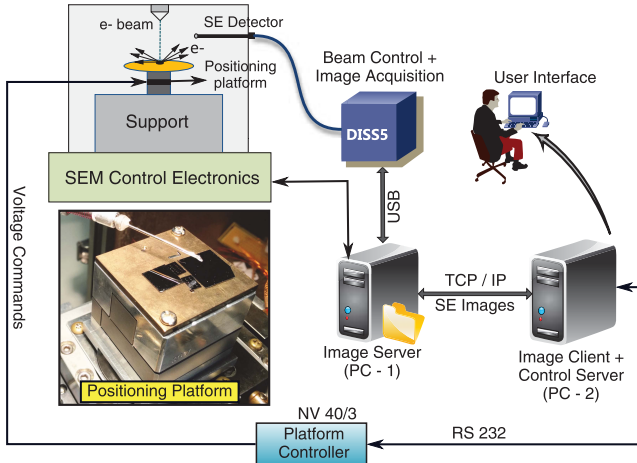 e- beam
SE Detector
e-
Positioning
platform
Support
SEM Control Electronics
Beam Control +
Image Acquisition
DISS5
User Interface
USB
Voltage Commands
TCP / IP
SE Images
Image Server
(PC - 1)
Image Client +
Control Server
(PC - 2)
Positioning Platform
NV 40/3
Platform
Controller
RS 232